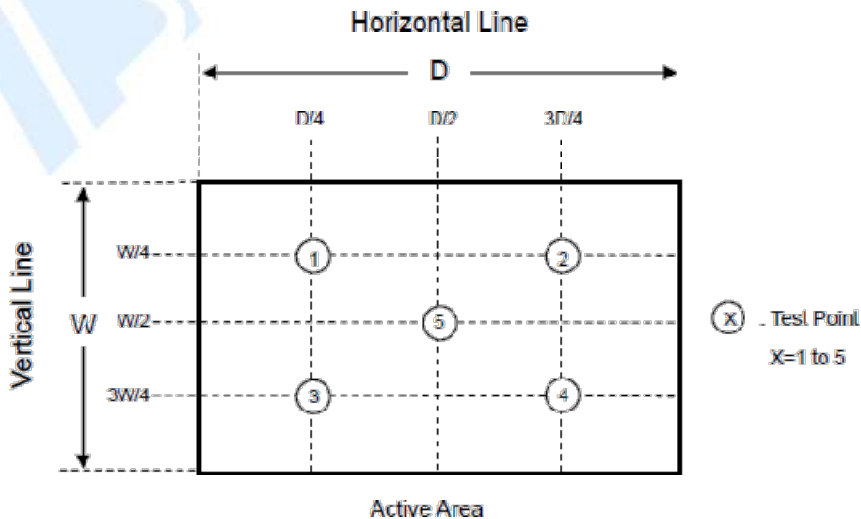 Horizontal Line
D
D/4 D/2 3D/4
Vertical Line
W
W/4
W/2
3W/4
1
2
5
3
4
X . Test Point
X=1 to 5
Active Area